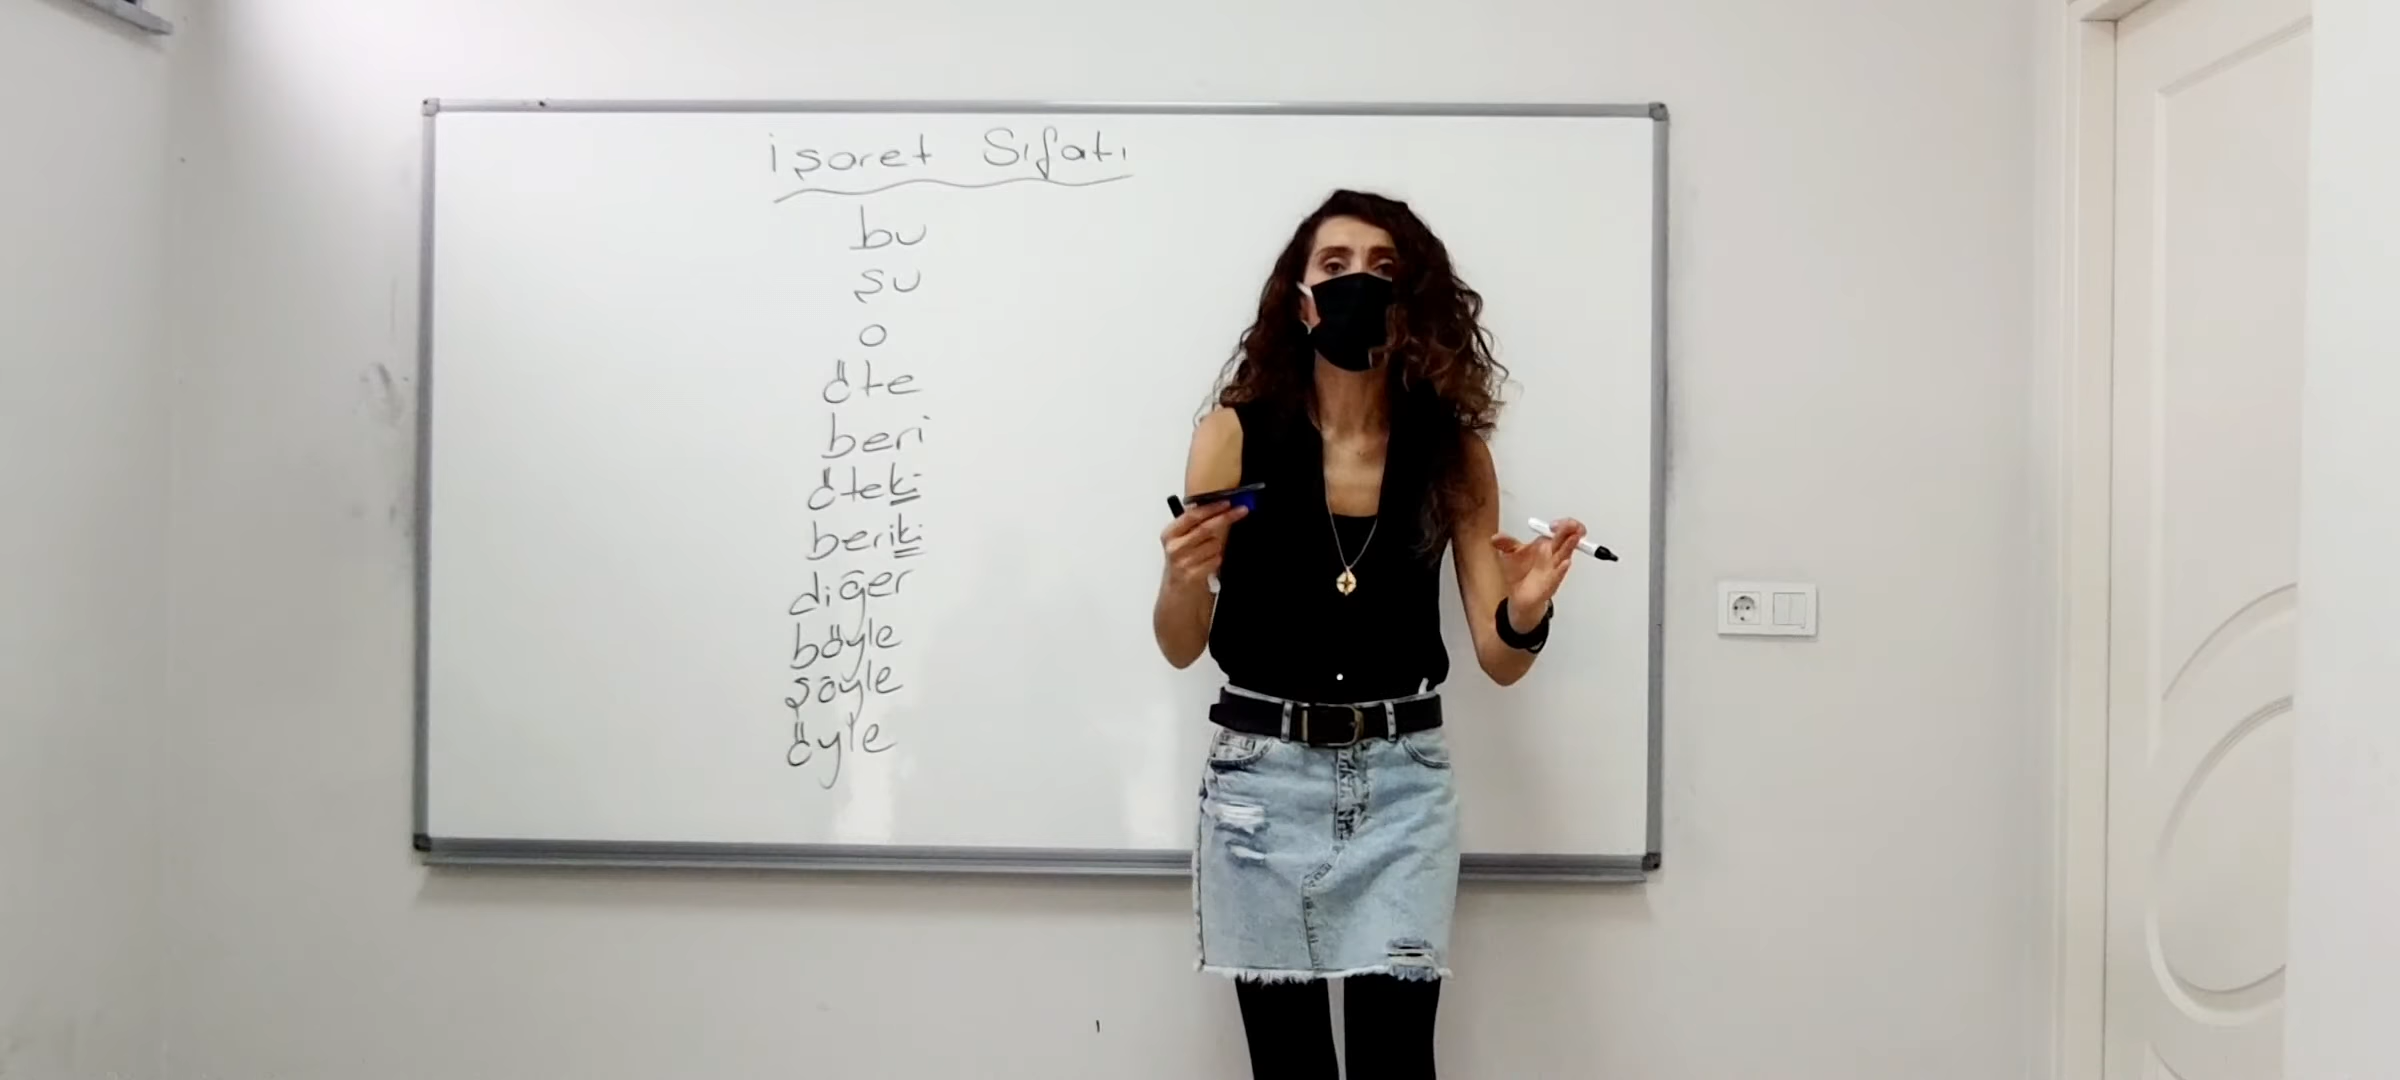 işaret Sıfatı
bu
şu
o
öte
beri
öteki
beriki
diğer
böyle
şöyle
öyle